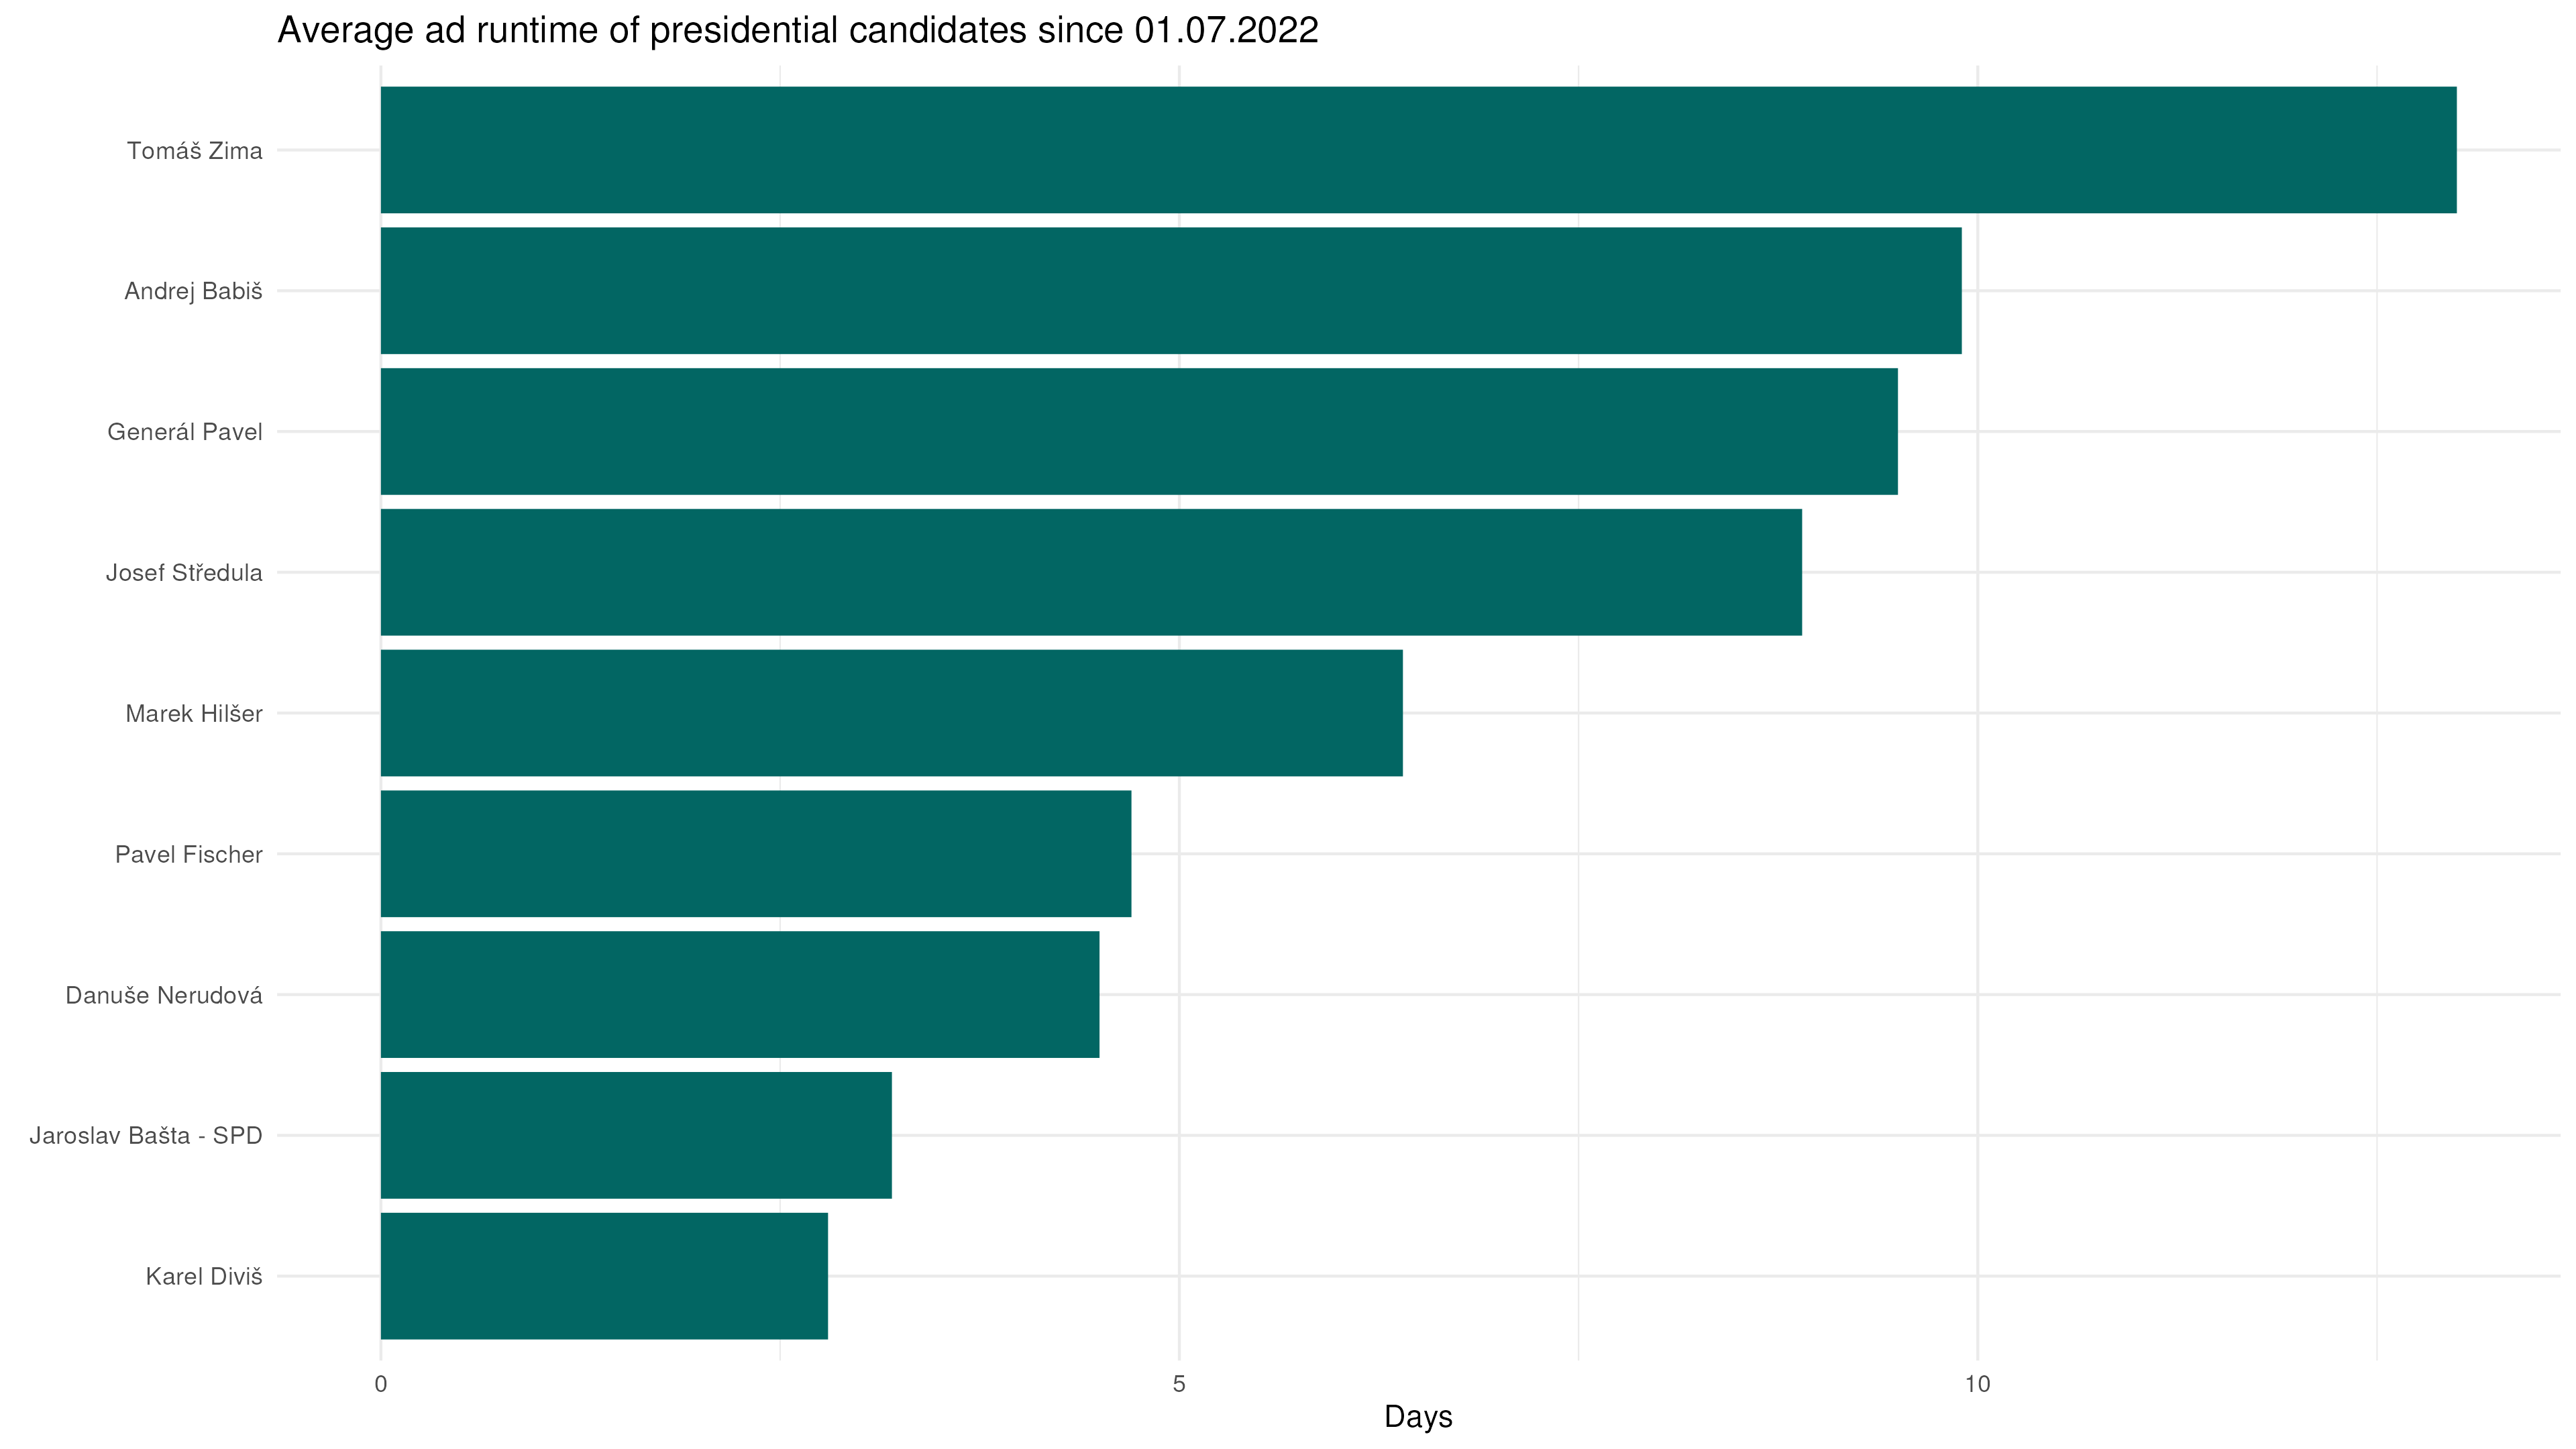 Average ad runtime of presidential candidates since 01.07.2022
Tomáš Zima
Andrej Babiš
Generál Pavel
Josef Středula
Marek Hilšer
Pavel Fischer
Danuše Nerudová
Jaroslav Bašta - SPD
Karel Diviš
0 5 10
Days